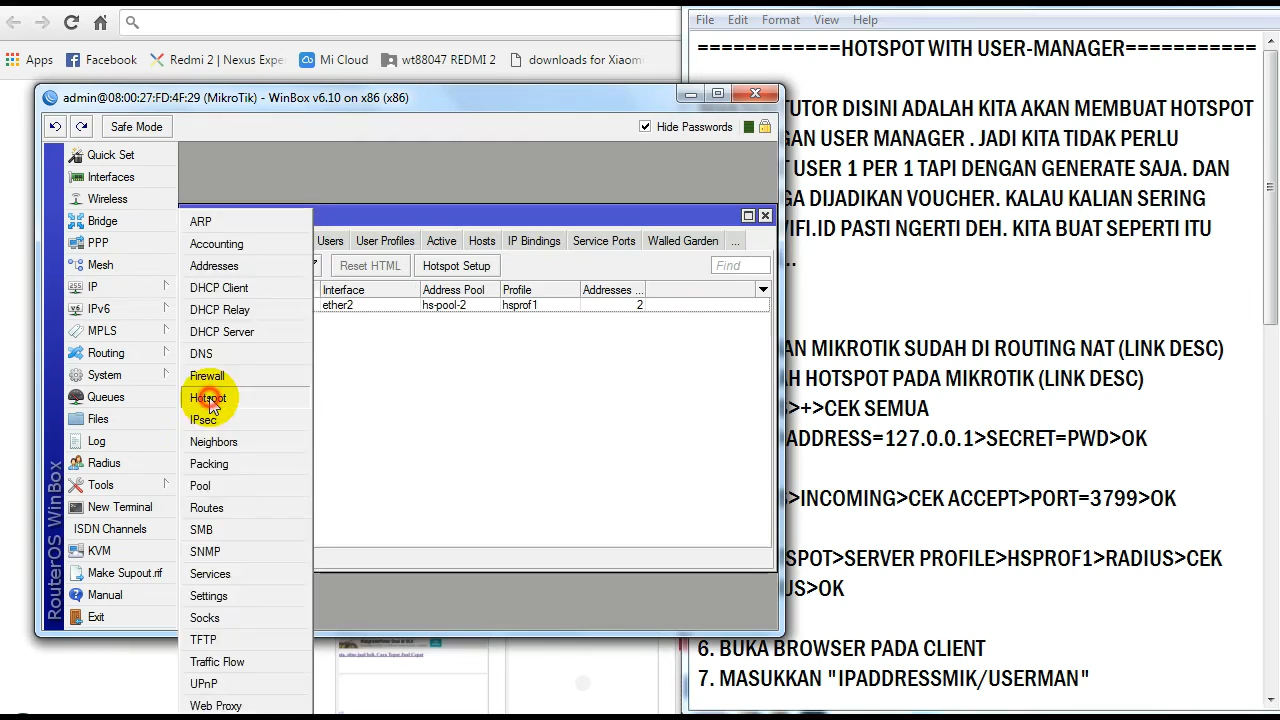 Apps
Facebook
Redmi 2 | Nexus Expe
Mi Cloud
wt88047 REDMI 2
downloads for Xiaom
admin@08:00:27:FD:4F:29 (MikroTik) - WinBox v6.10 on x86 (x86)
Safe Mode
Hide Passwords
Quick Set
Interfaces
Wireless
Bridge
PPP
Mesh
IP
IPv6
MPLS
Routing
System
Queues
Files
Log
Radius
Tools
New Terminal
ISDN Channels
KVM
Make Supout.rif
Manual
Exit
RouterOS WinBox
ARP
Accounting
Addresses
DHCP Client
DHCP Relay
DHCP Server
DNS
Firewall
Hotspot
IPsec
Neighbors
Packing
Pool
Routes
SMB
SNMP
Services
Settings
Socks
TFTP
Traffic Flow
UPnP
Web Proxy
Users
User Profiles
Active
Hosts
IP Bindings
Service Ports
Walled Garden
...
Reset HTML
Hotspot Setup
Find
Interface
Address Pool
Profile
Addresses ...
ether2
hs-pool-2
hsprof1
2
File Edit Format View Help
============HOTSPOT WITH USER-MANAGER===========
TUTOR DISINI ADALAH KITA AKAN MEMBUAT HOTSPOT
GAN USER MANAGER . JADI KITA TIDAK PERLU
T USER 1 PER 1 TAPI DENGAN GENERATE SAJA. DAN
GA DIJADIKAN VOUCHER. KALAU KALIAN SERING
WIFI.ID PASTI NGERTI DEH. KITA BUAT SEPERTI ITU
..
AN MIKROTIK SUDAH DI ROUTING NAT (LINK DESC)
AH HOTSPOT PADA MIKROTIK (LINK DESC)
S>+>CEK SEMUA
ADDRESS=127.0.0.1>SECRET=PWD>OK
S>INCOMING>CEK ACCEPT>PORT=3799>OK
SPOT>SERVER PROFILE>HSPROF1>RADIUS>CEK
US>OK
6. BUKA BROWSER PADA CLIENT
7. MASUKKAN "IPADDRESSMIK/USERMAN"